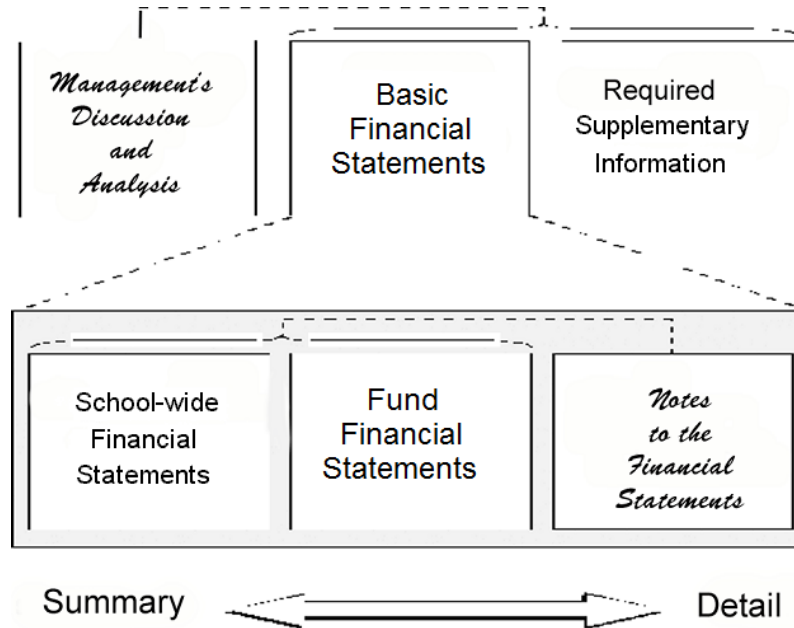 Management's
Discussion
and
Analysis
Basic
Financial
Statements
Required
Supplementary
Information
School-wide
Financial
Statements
Fund
Financial
Statements
Notes
to the
Financial
Statements
Summary
Detail